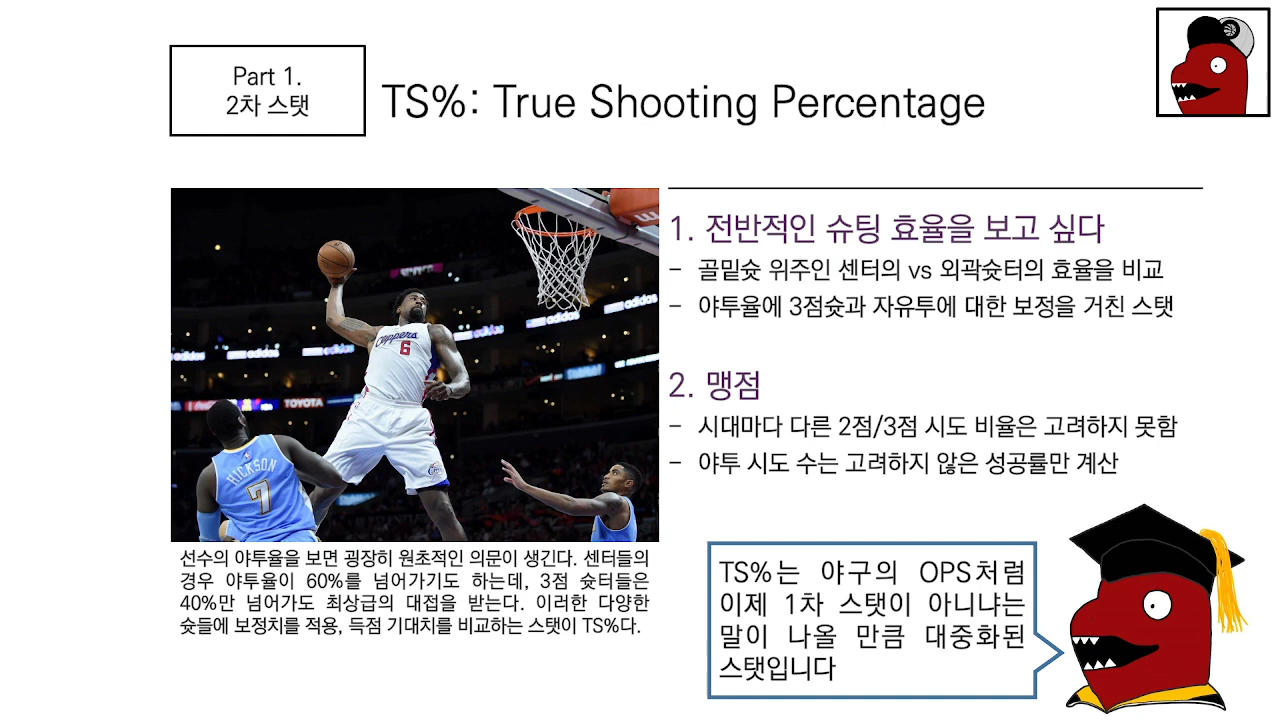 Part 1.
2차 스탯
TS%: True Shooting Percentage
1. 전반적인 슈팅 효율을 보고 싶다
- 골밑슛 위주인 센터의 vs 외곽슛터의 효율을 비교
- 야투율에 3점슛과 자유투에 대한 보정을 거친 스탯
2. 맹점
- 시대마다 다른 2점/3점 시도 비율은 고려하지 못함
- 야투 시도 수는 고려하지 않은 성공률만 계산
adidas
adidas
adidas
TOYOTA
Clippers
6
HICKSON
7
선수의 야투율을 보면 굉장히 원초적인 의문이 생긴다. 센터들의
경우 야투율이 60%를 넘어가기도 하는데, 3점 슛터들은
40%만 넘어가도 최상급의 대접을 받는다. 이러한 다양한
슛들에 보정치를 적용, 득점 기대치를 비교하는 스탯이 TS%다.
TS%는 야구의 OPS처럼
이제 1차 스탯이 아니냐는
말이 나올 만큼 대중화된
스탯입니다